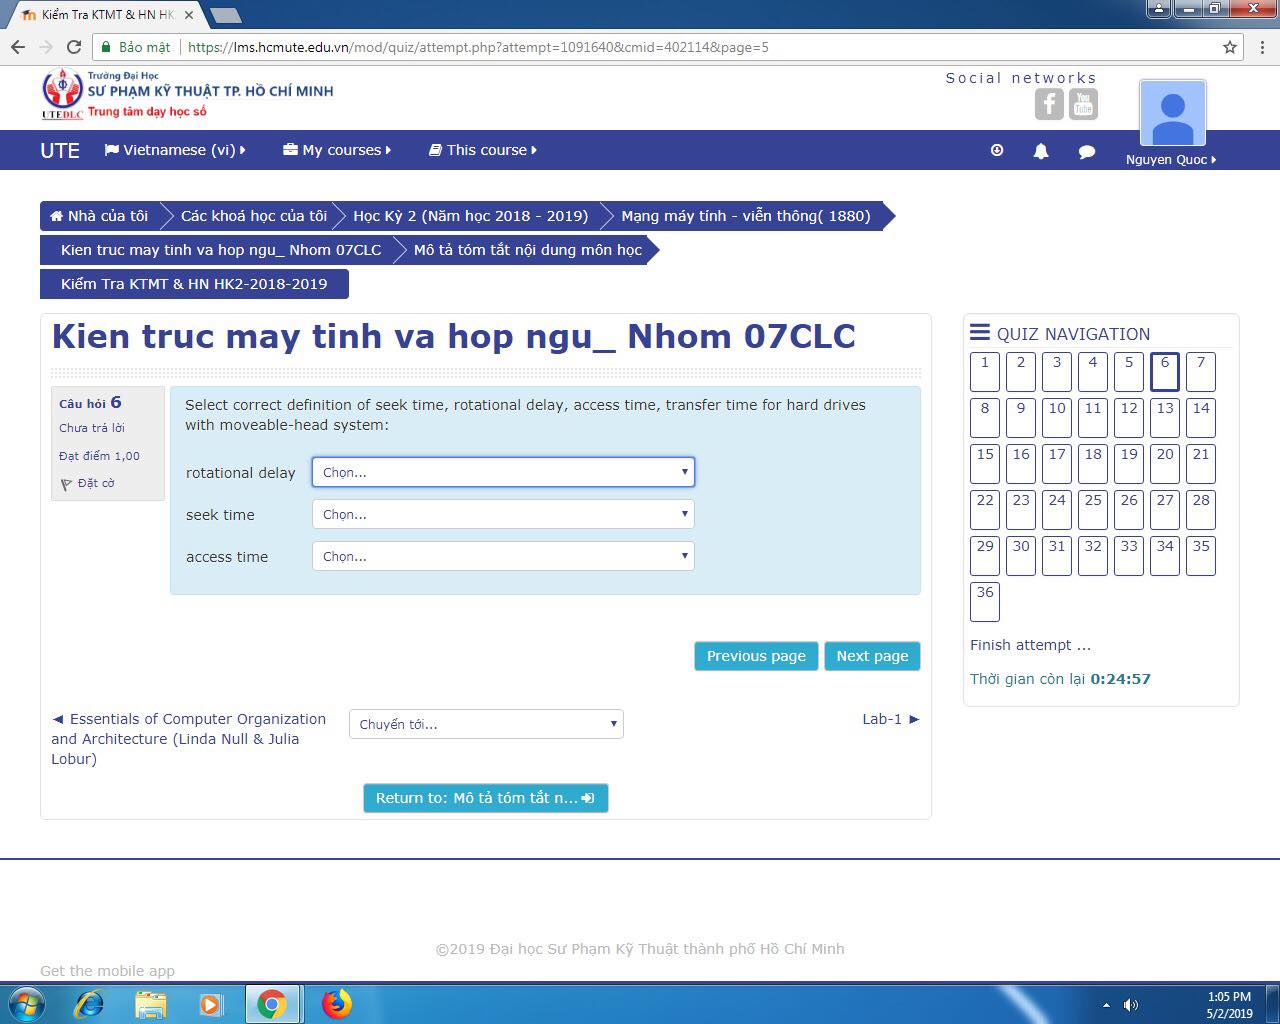 Kiểm Tra KTMT & HN HK
Bảo mật
https://lms.hcmute.edu.vn/mod/quiz/attempt.php?attempt=1091640&cmid=402114&page=5
Trường Đại Học
SƯ PHẠM KỸ THUẬT TP. HỒ CHÍ MINH
UTEDLC Trung tâm dạy học số
Social networks
You
Tube
UTE
Vietnamese (vi)
My courses
This course
Nguyen Quoc
Nhà của tôi
Các khoá học của tôi
Học Kỳ 2 (Năm học 2018 - 2019)
Mạng máy tính - viễn thông( 1880)
Kien truc may tinh va hop ngu_ Nhom 07CLC
Mô tả tóm tắt nội dung môn học
Kiểm Tra KTMT & HN HK2-2018-2019
Kien truc may tinh va hop ngu_ Nhom 07CLC
Câu hỏi 6
Chưa trả lời
Đạt điểm 1,00
Đặt cờ
Select correct definition of seek time, rotational delay, access time, transfer time for hard drives
with moveable-head system:
rotational delay Chọn...
seek time Chọn...
access time Chọn...
Previous page
Next page
◄ Essentials of Computer Organization
and Architecture (Linda Null & Julia
Lobur)
Chuyển tới...
Lab-1 ►
Return to: Mô tả tóm tắt n...
QUIZ NAVIGATION
1 2 3 4 5 6 7
8 9 10 11 12 13 14
15 16 17 18 19 20 21
22 23 24 25 26 27 28
29 30 31 32 33 34 35
36
Finish attempt ...
Thời gian còn lại 0:24:57
©2019 Đại học Sư Phạm Kỹ Thuật thành phố Hồ Chí Minh
Get the mobile app
1:05 PM
5/2/2019